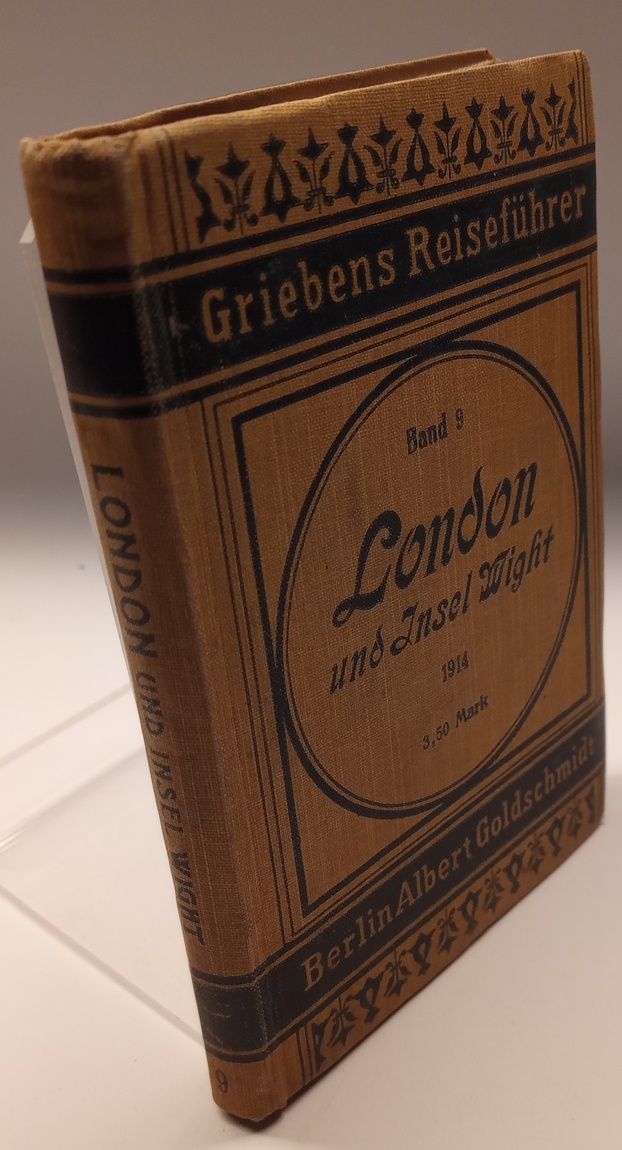 Griebens Reiseführer
Band 9
London
und Insel Wight
1914
3,50 Mark
Berlin Albert Goldschmidt
LONDON UND INSEL WIGHT
9